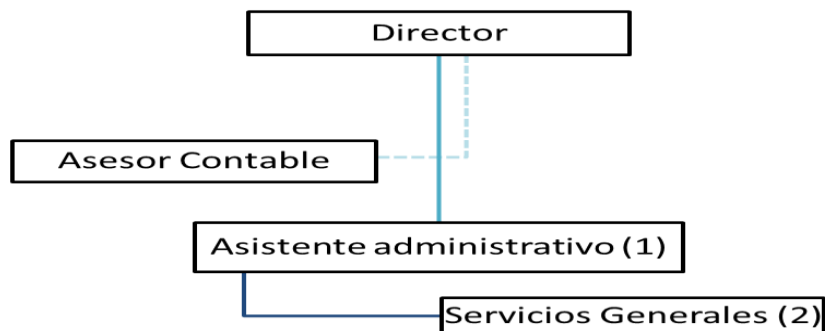 Director
Asesor Contable
Asistente administrativo (1)
Servicios Generales (2)